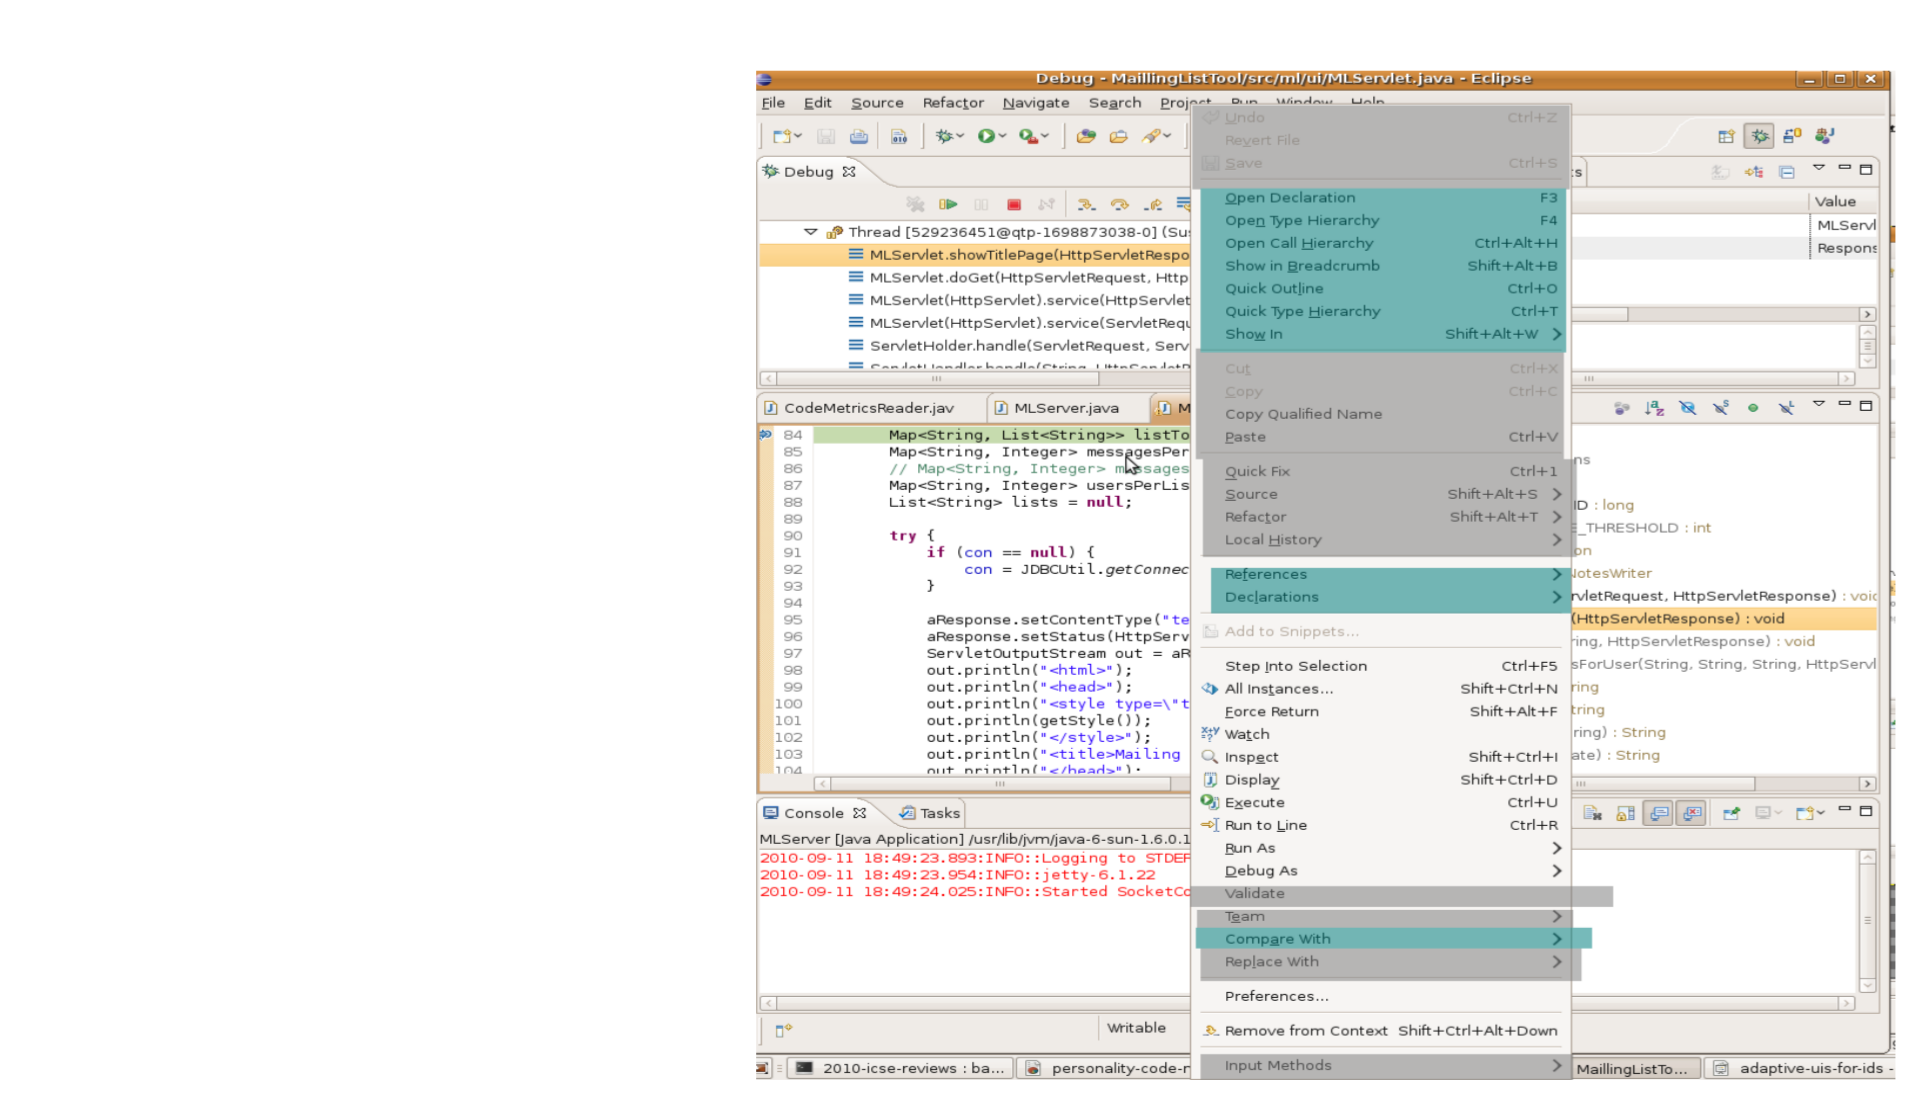 Debug - MaillingListTool/src/ml/ui/MLServlet.java - Eclipse
File Edit Source Refactor Navigate Search Project Run Window Help
Debug
Thread [529236451@qtp-1698873038-0] (Su
MLServlet.showTitlePage(HttpServletRespo
MLServlet.doGet(HttpServletRequest, Http
MLServlet(HttpServlet).service(HttpServlet
MLServlet(HttpServlet).service(ServletRequ
ServletHolder.handle(ServletRequest, Serv
CodeMetricsReader.jav MLServer.java M
84 Map<String, List<String>> listTo
85 Map<String, Integer> messagesPer
86 // Map<String, Integer> messages
87 Map<String, Integer> usersPerLis
88 List<String> lists = null;
89
90 try {
91 if (con == null) {
92 con = JDBCUtil.getConnec
93 }
94
95 aResponse.setContentType("te
96 aResponse.setStatus(HttpServ
97 ServletOutputStream out = aR
98 out.println("<html>");
99 out.println("<head>");
100 out.println("<style type=\"t
101 out.println(getStyle());
102 out.println("</style>");
103 out.println("<title>Mailing
104 out.println("</head>");
Console Tasks
MLServer [Java Application] /usr/lib/jvm/java-6-sun-1.6.0.1
2010-09-11 18:49:23.893:INFO::Logging to STDER
2010-09-11 18:49:23.954:INFO::jetty-6.1.22
2010-09-11 18:49:24.025:INFO::Started SocketCo
Writable
2010-icse-reviews : ba...
personality-code-r
Undo Ctrl+Z
Revert File
Save Ctrl+S
Open Declaration F3
Open Type Hierarchy F4
Open Call Hierarchy Ctrl+Alt+H
Show in Breadcrumb Shift+Alt+B
Quick Outline Ctrl+O
Quick Type Hierarchy Ctrl+T
Show In Shift+Alt+W
Cut Ctrl+X
Copy Ctrl+C
Copy Qualified Name
Paste Ctrl+V
Quick Fix Ctrl+1
Source Shift+Alt+S
Refactor Shift+Alt+T
Local History
References
Declarations
Add to Snippets...
Step Into Selection Ctrl+F5
All Instances... Shift+Ctrl+N
Force Return Shift+Alt+F
Watch
Inspect Shift+Ctrl+I
Display Shift+Ctrl+D
Execute Ctrl+U
Run to Line Ctrl+R
Run As
Debug As
Validate
Team
Compare With
Replace With
Preferences...
Remove from Context Shift+Ctrl+Alt+Down
Input Methods
ts
Value
MLServl
Respons
ns
ID : long
E_THRESHOLD : int
on
NotesWriter
rvletRequest, HttpServletResponse) : voic
(HttpServletResponse) : void
ring, HttpServletResponse) : void
sForUser(String, String, String, HttpServl
ring
tring
ring) : String
ate) : String
MaillingListTo...
adaptive-uis-for-ids -